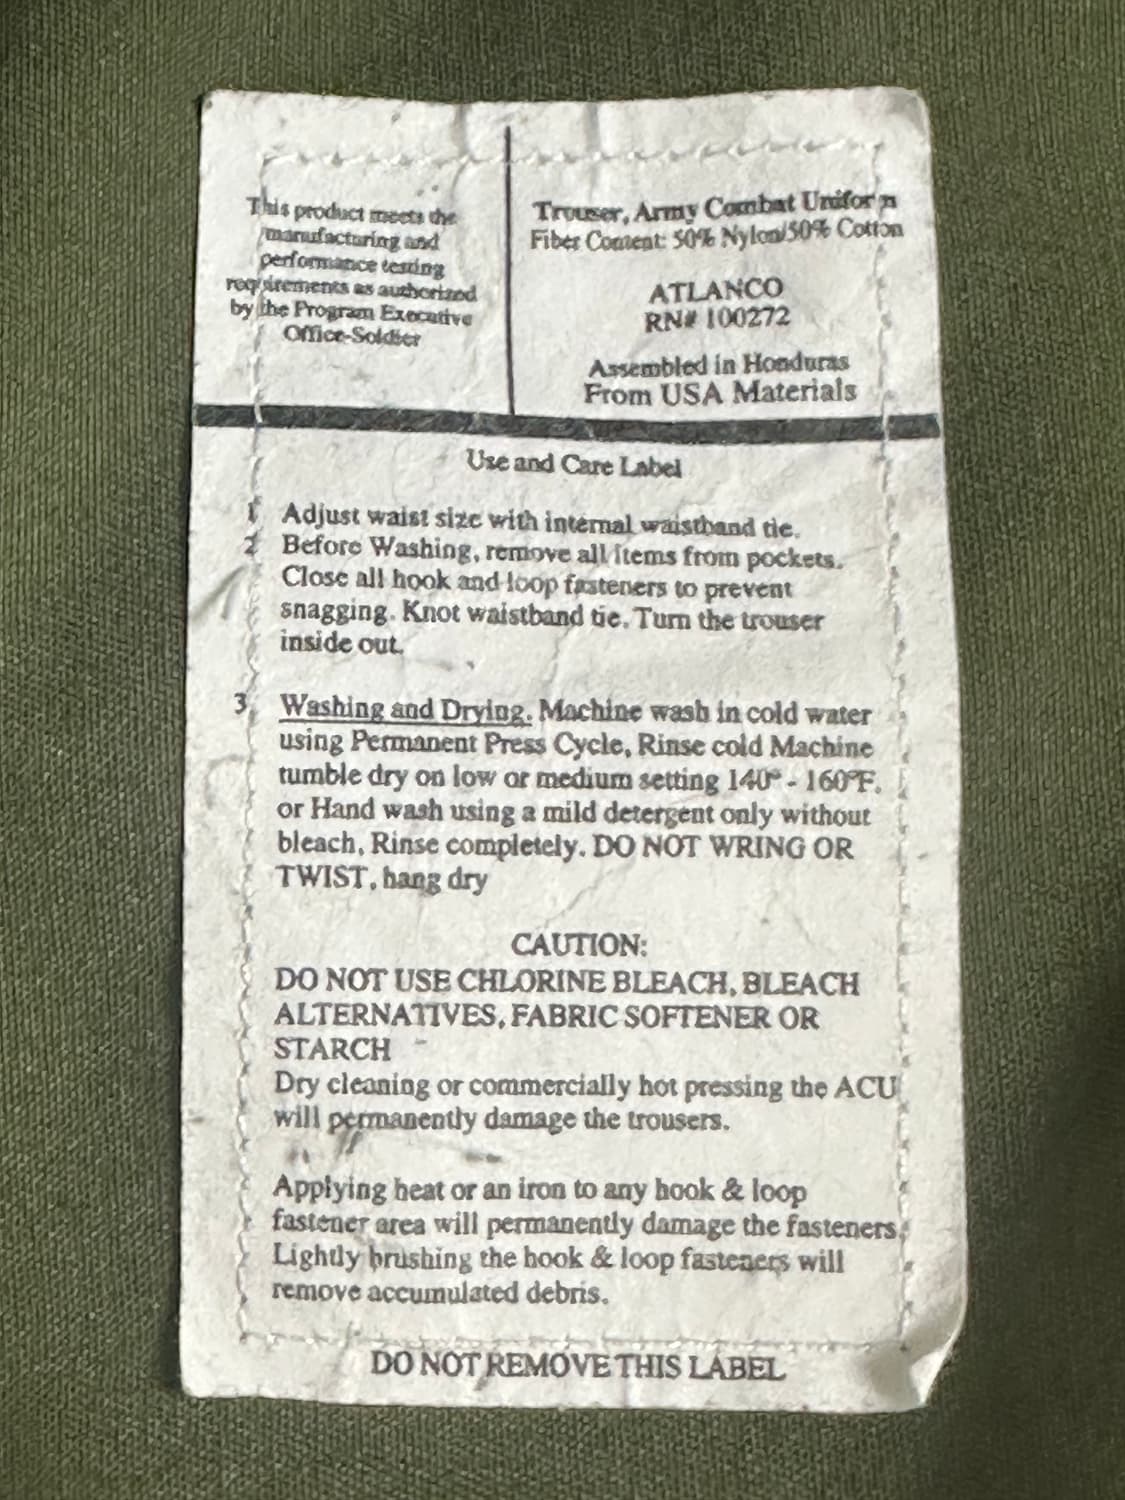 This product meets the
manufacturing and
performance testing
requirements as authorized
by the Program Executive
Office-Soldier
Trouser, Army Combat Uniform
Fiber Content: 50% Nylon/50% Cotton
ATLANCO
RN# 100272
Assembled in Honduras
From USA Materials
Use and Care Label
1 Adjust waist size with internal waistband tie.
2 Before Washing, remove all items from pockets.
Close all hook and loop fasteners to prevent
snagging. Knot waistband tie. Turn the trouser
inside out.
3. Washing and Drying. Machine wash in cold water
using Permanent Press Cycle, Rinse cold Machine
tumble dry on low or medium setting 140° - 160°F.
or Hand wash using a mild detergent only without
bleach, Rinse completely. DO NOT WRING OR
TWIST, hang dry
CAUTION:
DO NOT USE CHLORINE BLEACH, BLEACH
ALTERNATIVES, FABRIC SOFTENER OR
STARCH
Dry cleaning or commercially hot pressing the ACU
will permanently damage the trousers.
Applying heat or an iron to any hook & loop
fastener area will permanently damage the fasteners.
Lightly brushing the hook & loop fasteners will
remove accumulated debris.
DO NOT REMOVE THIS LABEL